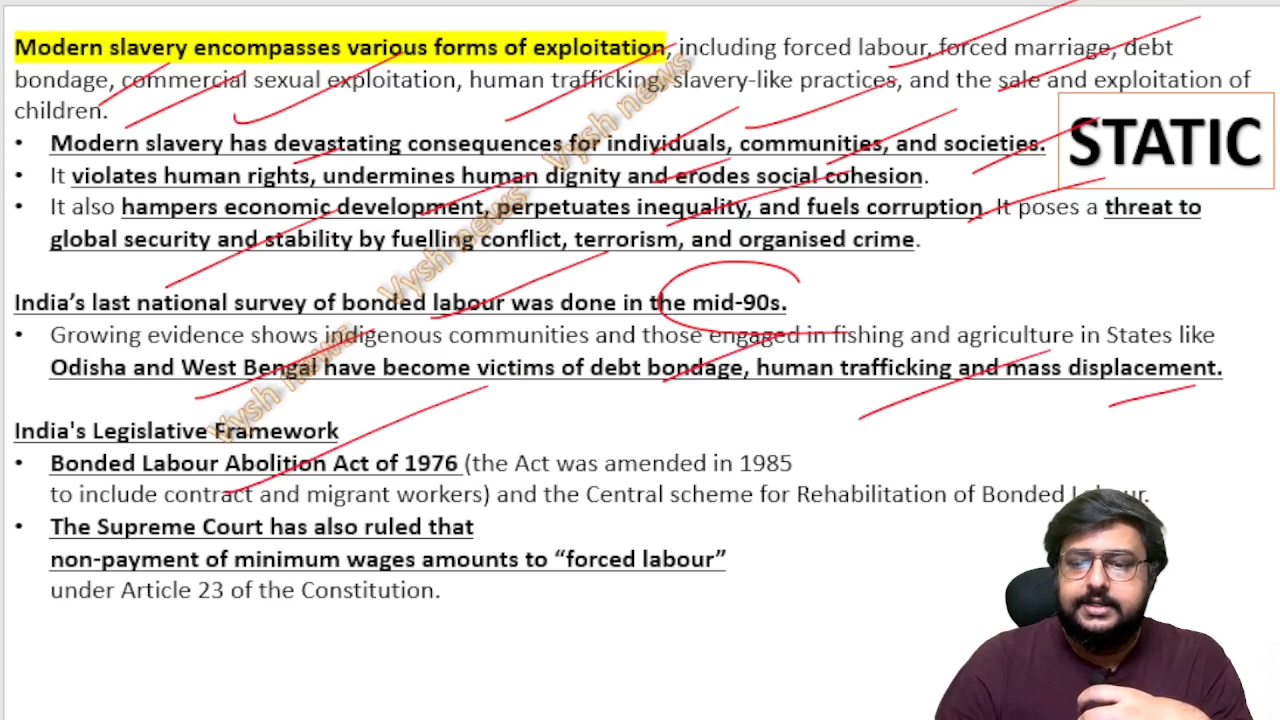 Modern slavery encompasses various forms of exploitation, including forced labour, forced marriage, debt
bondage, commercial sexual exploitation, human trafficking, slavery-like practices, and the sale and exploitation of
children.
• Modern slavery has devastating consequences for individuals, communities, and societies.
• It violates human rights, undermines human dignity and erodes social cohesion.
• It also hampers economic development, perpetuates inequality, and fuels corruption. It poses a threat to
global security and stability by fuelling conflict, terrorism, and organised crime.
STATIC
India's last national survey of bonded labour was done in the mid-90s.
• Growing evidence shows indigenous communities and those engaged in fishing and agriculture in States like
Odisha and West Bengal have become victims of debt bondage, human trafficking and mass displacement.
India's Legislative Framework
• Bonded Labour Abolition Act of 1976 (the Act was amended in 1985
to include contract and migrant workers) and the Central scheme for Rehabilitation of Bonded Labour.
• The Supreme Court has also ruled that
non-payment of minimum wages amounts to “forced labour”
under Article 23 of the Constitution.
Vysh news
Vysh news
Vysh news